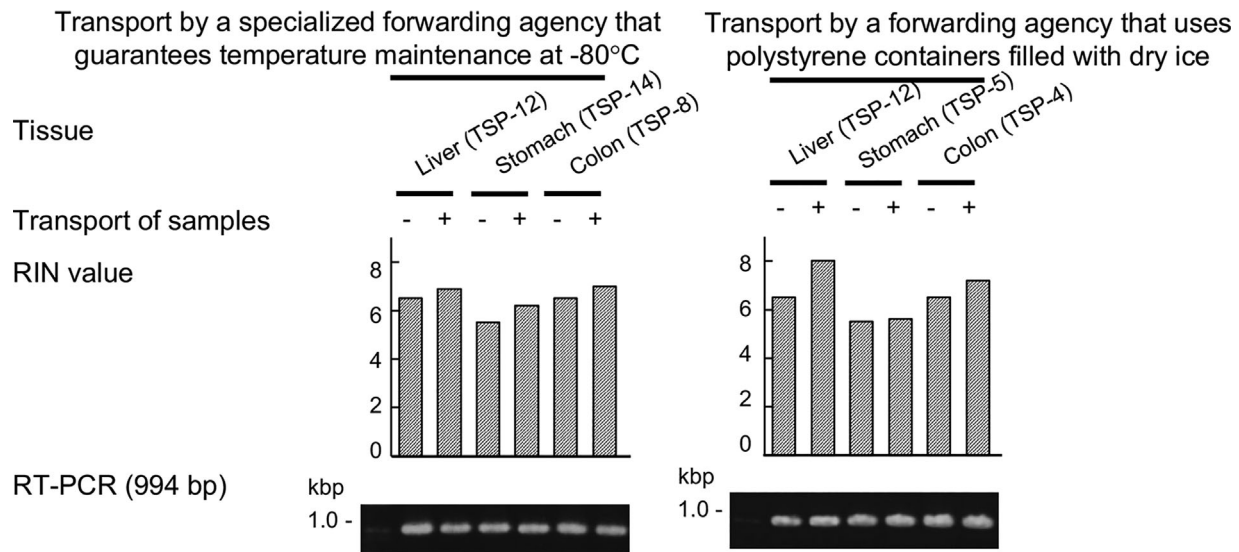 Transport by a specialized forwarding agency that
guarantees temperature maintenance at -80°C
Transport by a forwarding agency that uses
polystyrene containers filled with dry ice
Tissue
Liver (TSP-12)
Stomach (TSP-14)
Colon (TSP-8)
Liver (TSP-12)
Stomach (TSP-5)
Colon (TSP-4)
Transport of samples
- + - + - +
- + - + - +
RIN value
8
6
4
2
0
8
6
4
2
0
RT-PCR (994 bp)
kbp
1.0 -
kbp
1.0 -